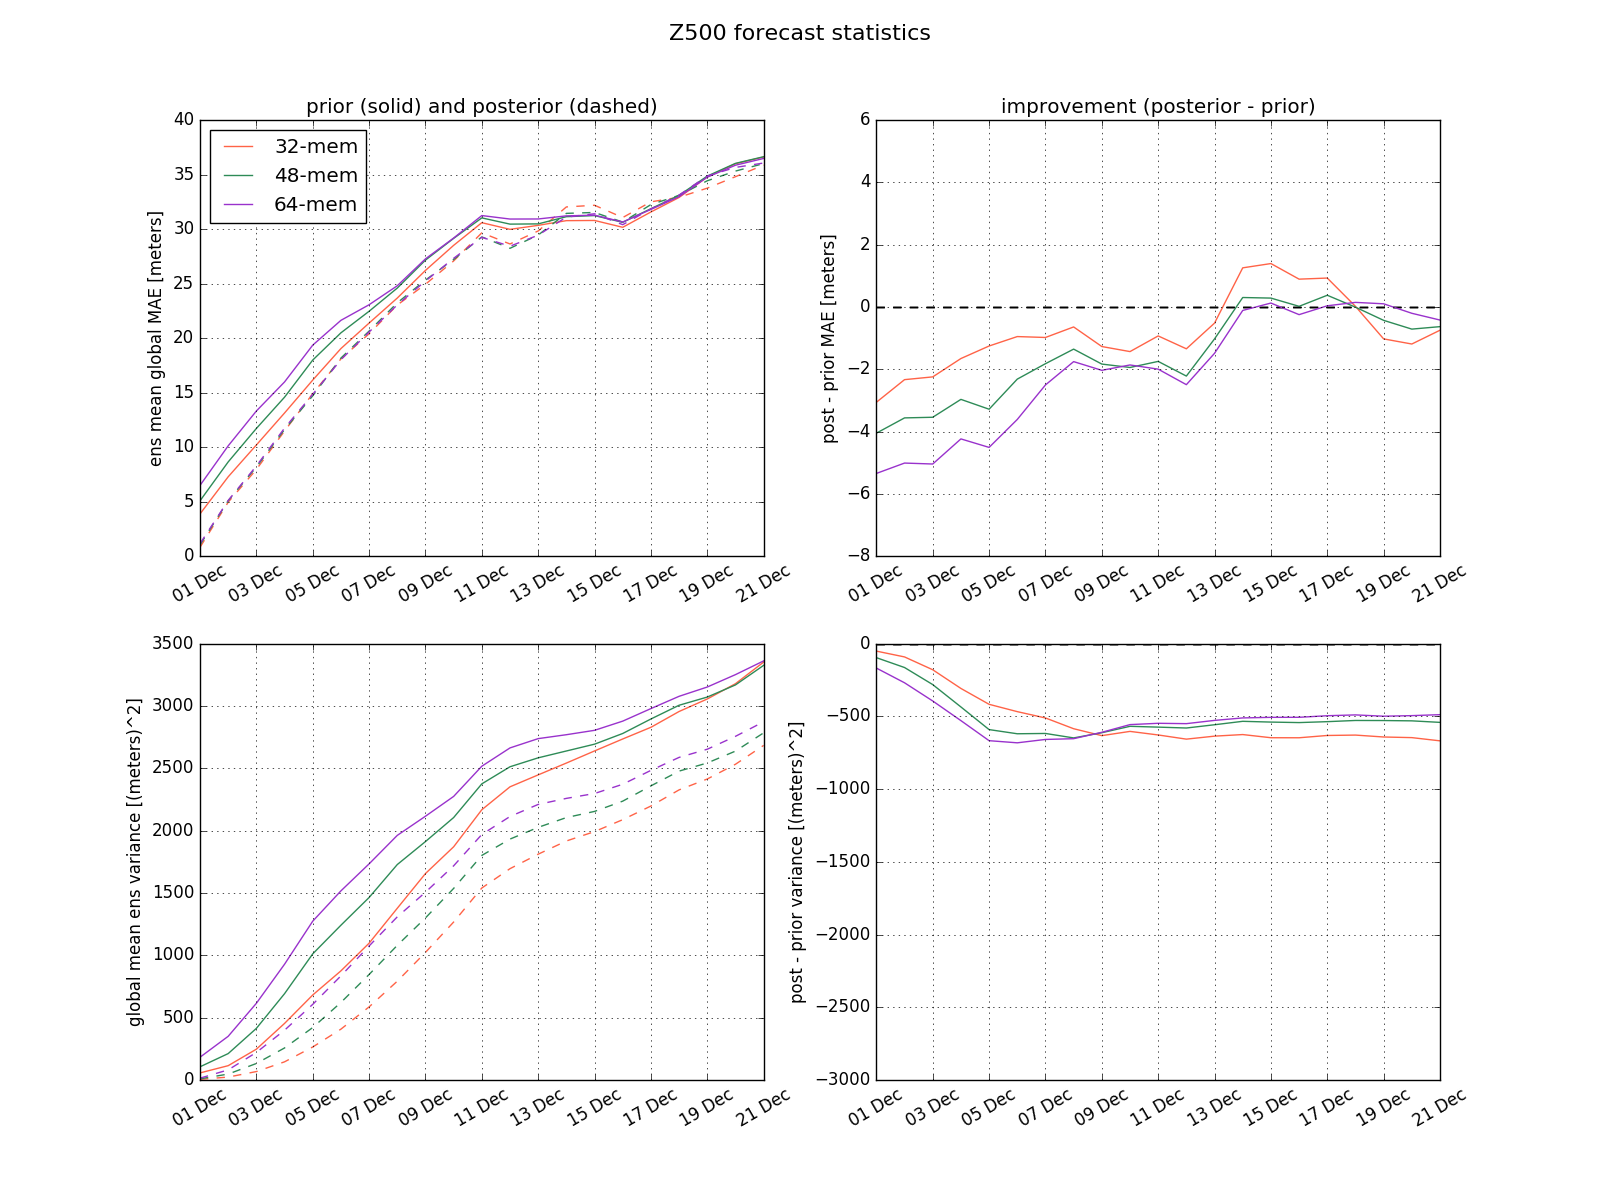 Z500 forecast statistics
prior (solid) and posterior (dashed)
40
35
30
25
20
15
10
5
0
ens mean global MAE [meters]
32-mem
48-mem
64-mem
01 Dec
03 Dec
05 Dec
07 Dec
09 Dec
11 Dec
13 Dec
15 Dec
17 Dec
19 Dec
21 Dec
improvement (posterior - prior)
6
4
2
0
−2
−4
−6
−8
post - prior MAE [meters]
01 Dec
03 Dec
05 Dec
07 Dec
09 Dec
11 Dec
13 Dec
15 Dec
17 Dec
19 Dec
21 Dec
3500
3000
2500
2000
1500
1000
500
0
global mean ens variance [(meters)^2]
01 Dec
03 Dec
05 Dec
07 Dec
09 Dec
11 Dec
13 Dec
15 Dec
17 Dec
19 Dec
21 Dec
0
−500
−1000
−1500
−2000
−2500
−3000
post - prior variance [(meters)^2]
01 Dec
03 Dec
05 Dec
07 Dec
09 Dec
11 Dec
13 Dec
15 Dec
17 Dec
19 Dec
21 Dec